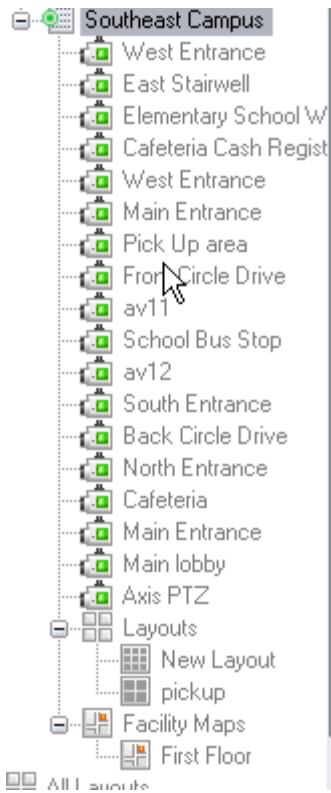 Southeast Campus
West Entrance
East Stairwell
Elementary School W
Cafeteria Cash Regist
West Entrance
Main Entrance
Pick Up area
Front Circle Drive
av11
School Bus Stop
av12
South Entrance
Back Circle Drive
North Entrance
Cafeteria
Main Entrance
Main lobby
Axis PTZ
Layouts
New Layout
pickup
Facility Maps
First Floor
All Layouts